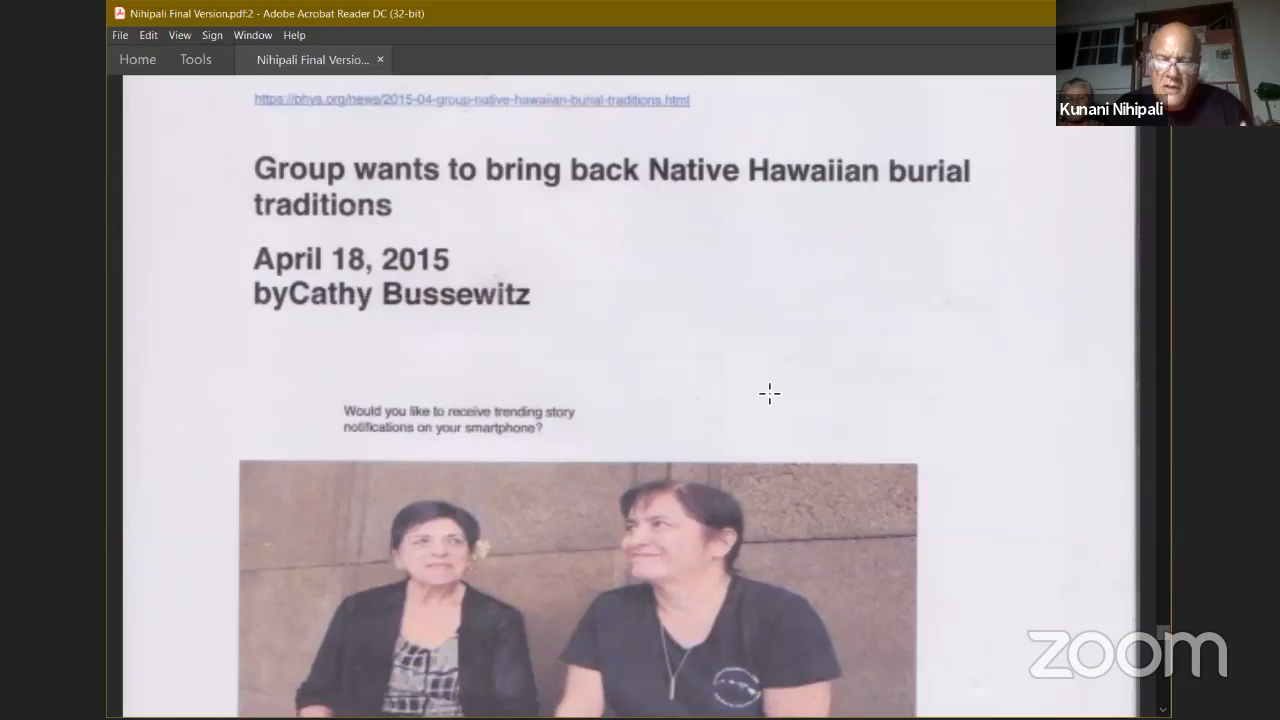 Nihipali Final Version.pdf:2 - Adobe Acrobat Reader DC (32-bit)
File Edit View Sign Window Help
Home Tools Nihipali Final Versio... ×
Kunani Nihipali
https://phys.org/news/2015-04-group-native-hawaiian-burial-traditions.html
Group wants to bring back Native Hawaiian burial
traditions
April 18, 2015
byCathy Bussewitz
Would you like to receive trending story
notifications on your smartphone?
zoom